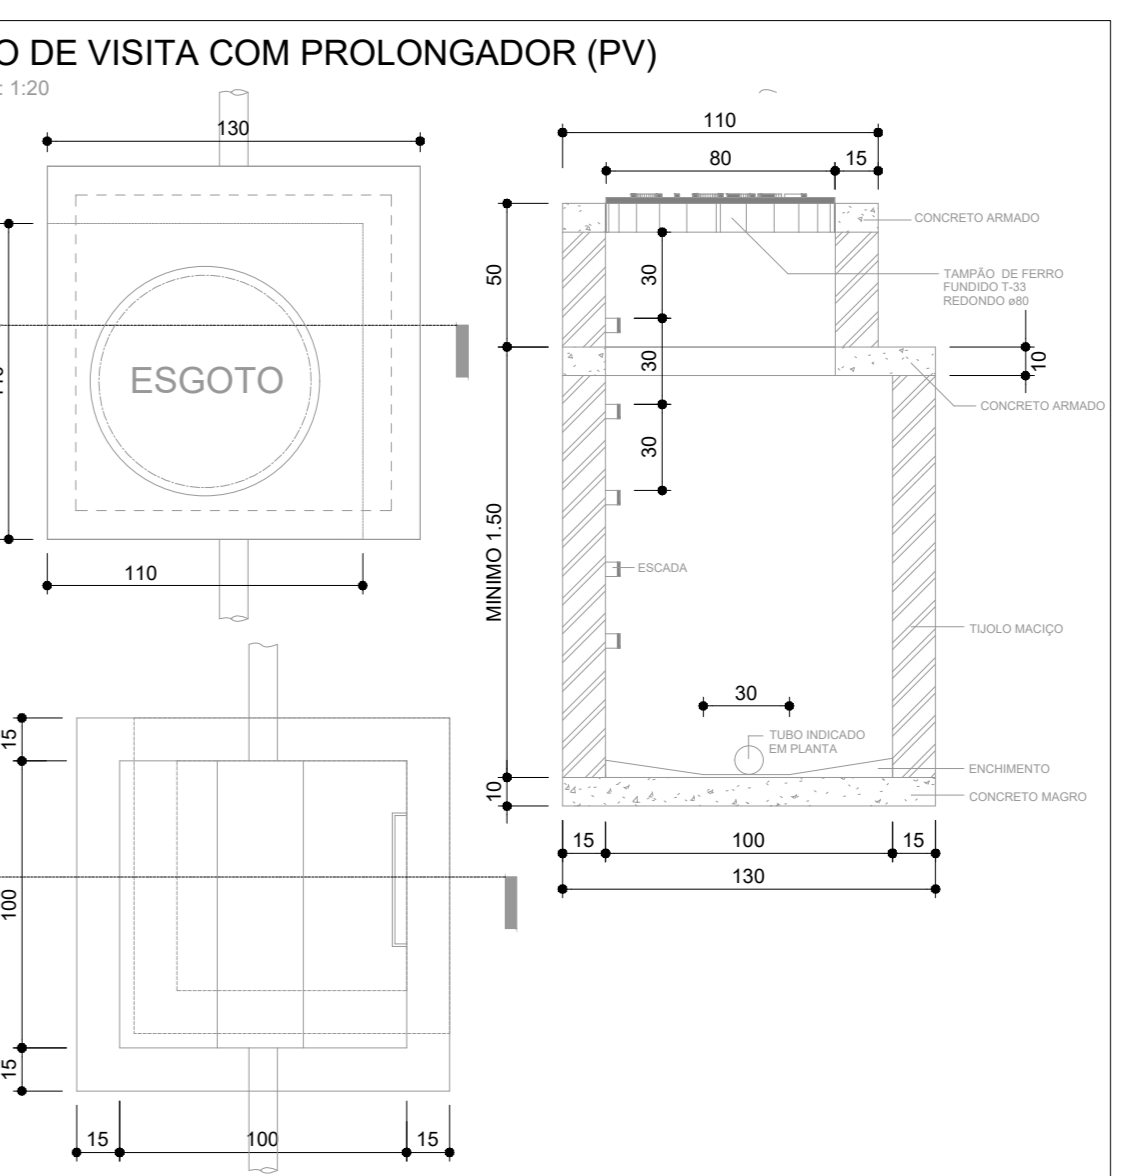 O DE VISITA COM PROLONGADOR (PV)
: 1:20
130
ESGOTO
110
110
80
15
CONCRETO ARMADO
TAMPÃO DE FERRO
FUNDIDO T-33
REDONDO ø80
50
30
30
30
10
CONCRETO ARMADO
MINIMO 1.50
ESCADA
TIJOLO MACIÇO
30
TUBO INDICADO
EM PLANTA
ENCHIMENTO
CONCRETO MAGRO
10
15
100
15
130
15
100
15
15
100
15